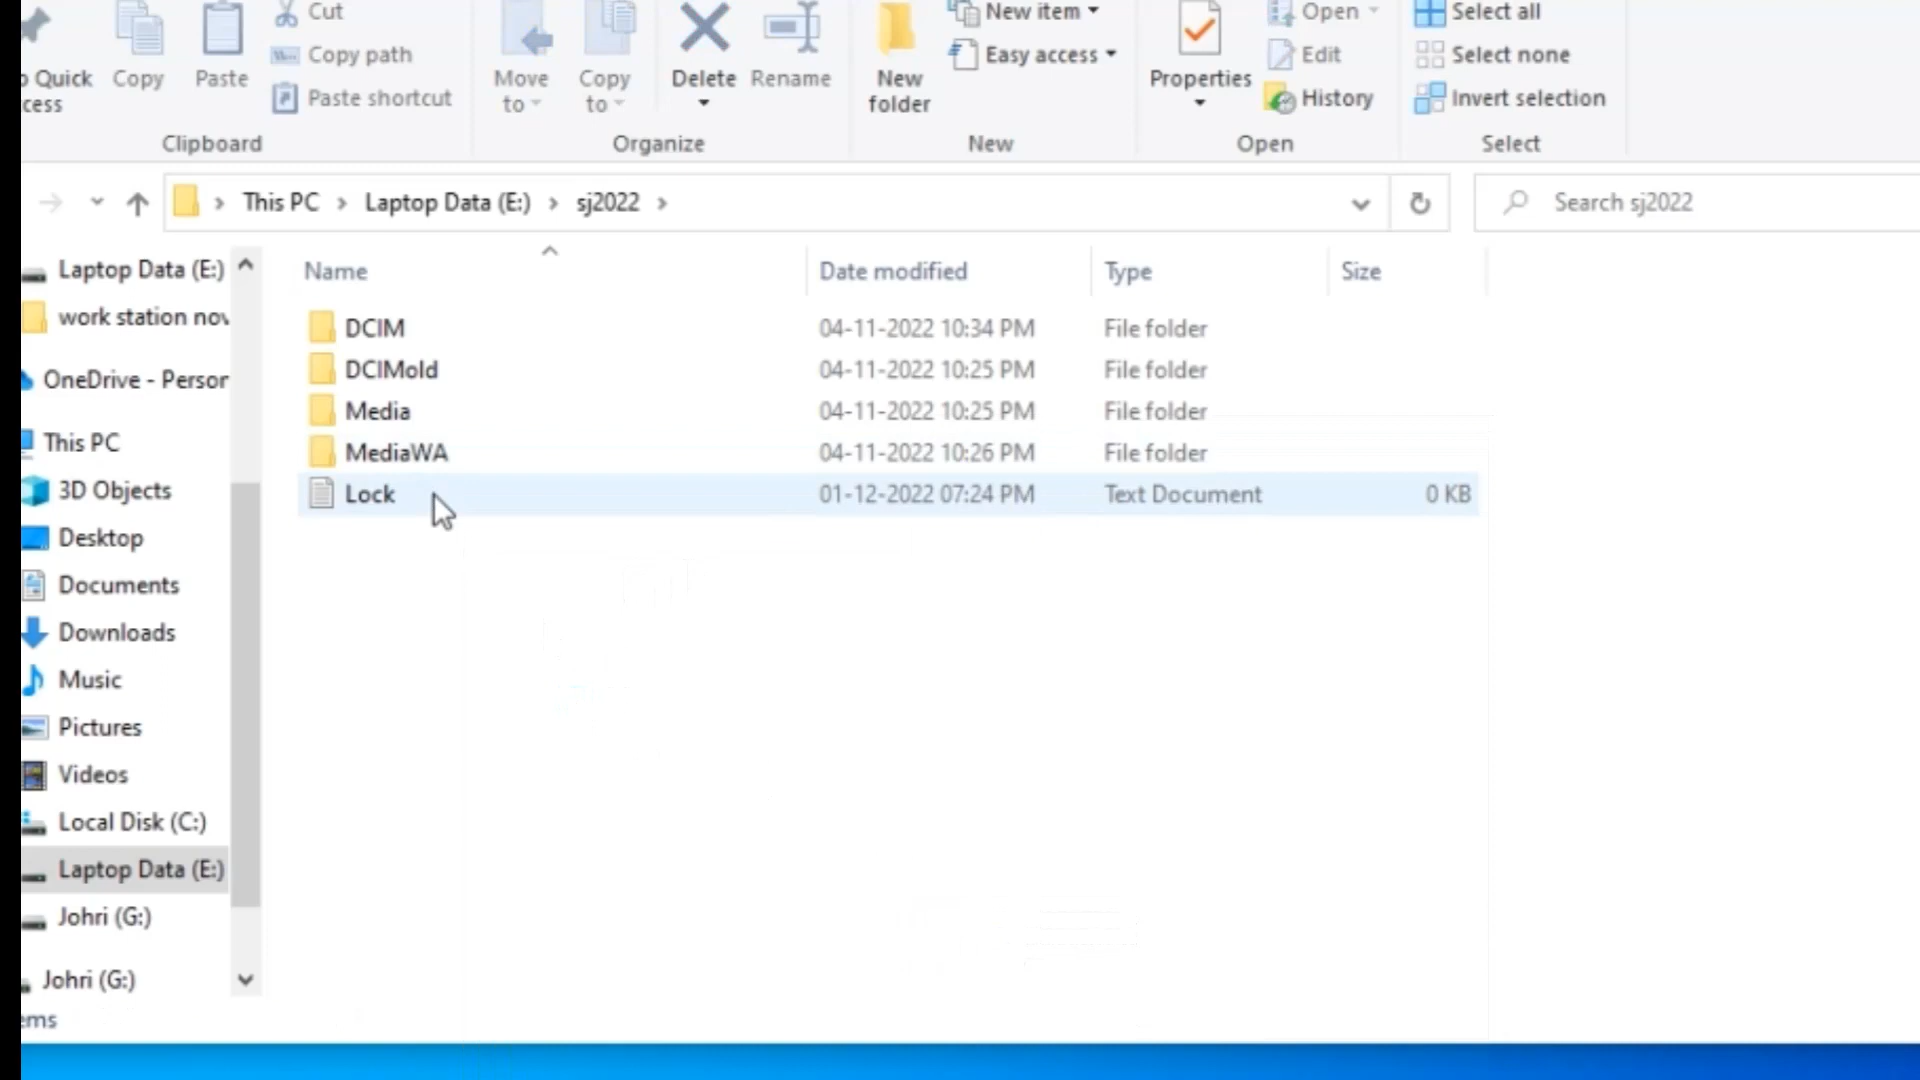 Cut
New item
Open
Select all
Quick
Copy
Paste
Copy path
Move
Copy
Delete
Rename
New
Easy access
Properties
Edit
Select none
cess
Paste shortcut
to
to
folder
History
Invert selection
Clipboard
Organize
New
Open
Select
This PC > Laptop Data (E:) > sj2022 >
Search sj2022
Laptop Data (E:)
work station nov
OneDrive - Person
This PC
3D Objects
Desktop
Documents
Downloads
Music
Pictures
Videos
Local Disk (C:)
Laptop Data (E:)
Johri (G:)
Johri (G:)
ems
Name Date modified Type Size
DCIM 04-11-2022 10:34 PM File folder
DCIMold 04-11-2022 10:25 PM File folder
Media 04-11-2022 10:25 PM File folder
MediaWA 04-11-2022 10:26 PM File folder
Lock 01-12-2022 07:24 PM Text Document 0 KB